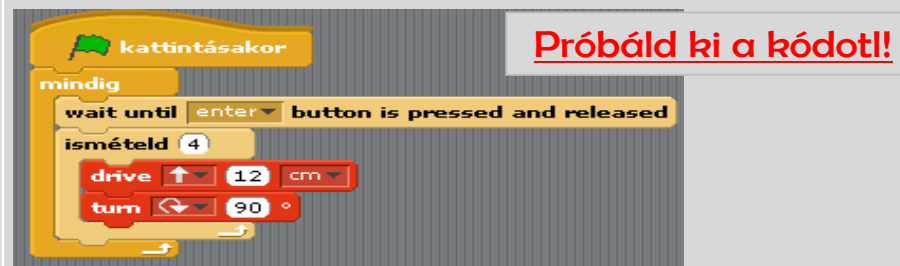 kattintásakor
Próbáld ki a kódotl!
mindig
wait until enter button is pressed and released
ismételd 4
drive 12 cm
turn 90 °